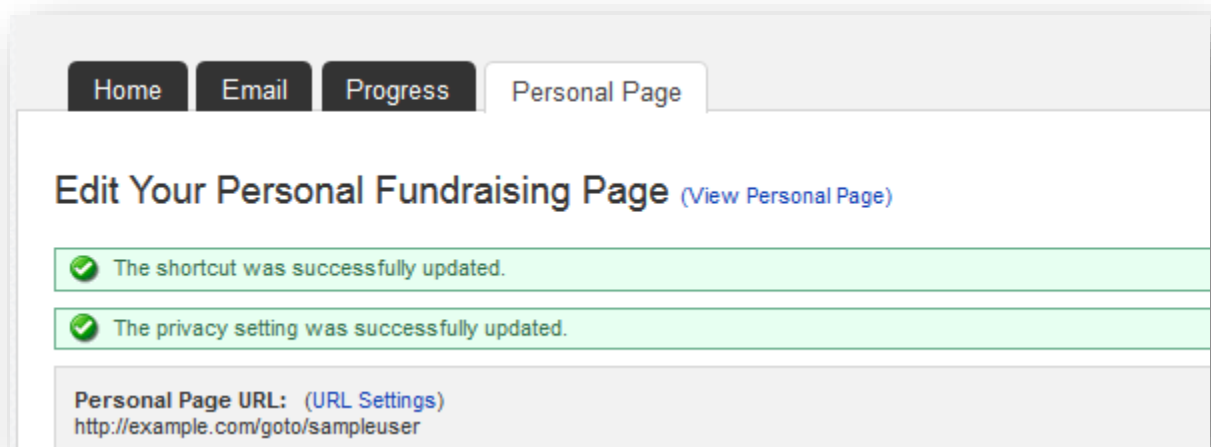 Home Email Progress Personal Page
Edit Your Personal Fundraising Page (View Personal Page)
The shortcut was successfully updated.
The privacy setting was successfully updated.
Personal Page URL: (URL Settings)
http://example.com/goto/sampleuser